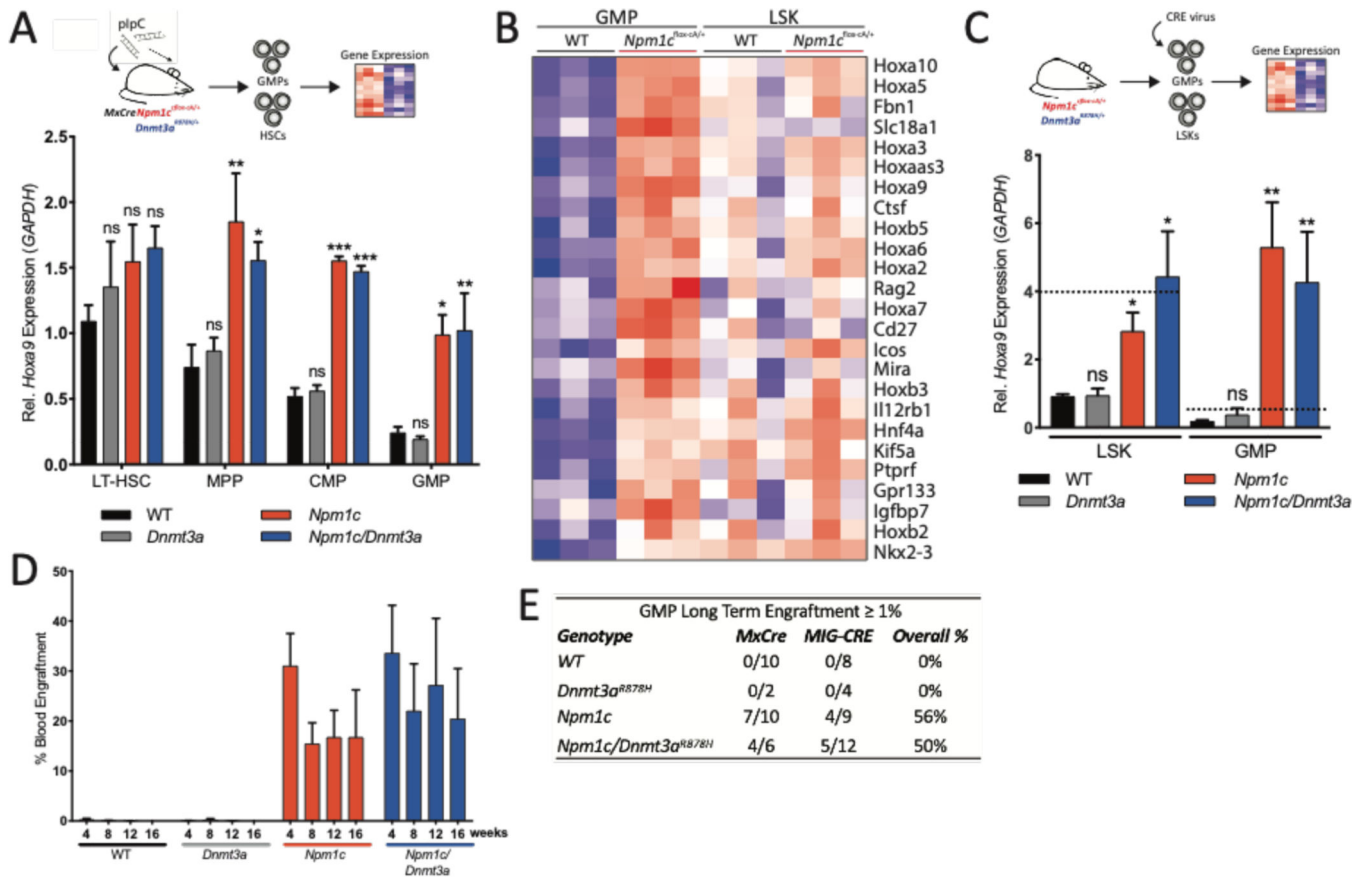 A
pIpC
MxCre Npm1c flox-cA/+
Dnmt3a R878H/+
GMPs
HSCs
Gene Expression
Rel. Hoxa9 Expression (GAPDH)
2.5
2.0
1.5
1.0
0.5
0.0
ns ns ns
ns ** *
ns *** ***
ns * **
LT-HSC MPP CMP GMP
WT
Dnmt3a
Npm1c
Npm1c/Dnmt3a
B
GMP LSK
WT Npm1c flox-cA/+ WT Npm1c flox-cA/+
Hoxa10
Hoxa5
Fbn1
Slc18a1
Hoxa3
Hoxaas3
Hoxa9
Ctsf
Hoxb5
Hoxa6
Hoxa2
Rag2
Hoxa7
Cd27
Icos
Mira
Hoxb3
Il12rb1
Hnf4a
Kif5a
Ptprf
Gpr133
Igfbp7
Hoxb2
Nkx2-3
C
CRE virus
Npm1c flox-cA/+
Dnmt3a R878H/+
GMPs
LSKs
Gene Expression
Rel. Hoxa9 Expression (GAPDH)
8
6
4
2
0
ns * *
ns ** **
LSK GMP
WT
Dnmt3a
Npm1c
Npm1c/Dnmt3a
D
% Blood Engraftment
50
40
30
20
10
0
4 8 12 16 4 8 12 16 4 8 12 16 4 8 12 16 weeks
WT Dnmt3a Npm1c Npm1c/
Dnmt3a
E
GMP Long Term Engraftment ≥ 1%
Genotype MxCre MIG-CRE Overall %
WT 0/10 0/8 0%
Dnmt3a R878H 0/2 0/4 0%
Npm1c 7/10 4/9 56%
Npm1c/Dnmt3a R878H 4/6 5/12 50%